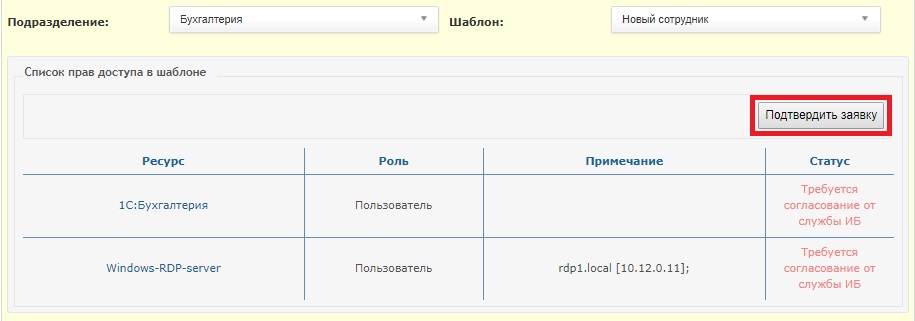 Подразделение: Бухгалтерия Шаблон: Новый сотрудник
Список прав доступа в шаблоне
Подтвердить заявку
Ресурс Роль Примечание Статус
1С:Бухгалтерия Пользователь Требуется
согласование от
службы ИБ
Windows-RDP-server Пользователь rdp1.local [10.12.0.11]; Требуется
согласование от
службы ИБ